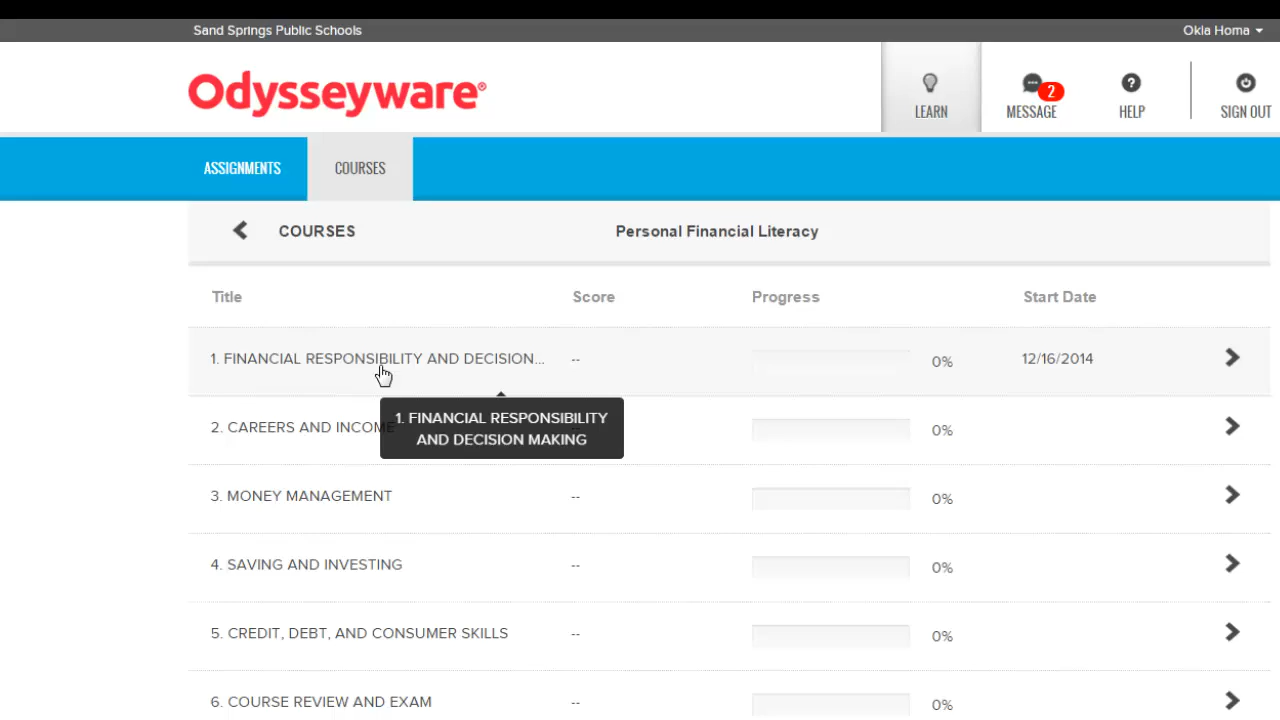 Sand Springs Public Schools
Okla Homa
Odysseyware®
LEARN
MESSAGE
2
HELP
SIGN OUT
ASSIGNMENTS
COURSES
COURSES
Personal Financial Literacy
Title Score Progress Start Date
1. FINANCIAL RESPONSIBILITY AND DECISION... -- 0% 12/16/2014
1. FINANCIAL RESPONSIBILITY
AND DECISION MAKING
2. CAREERS AND INCOME 0%
3. MONEY MANAGEMENT -- 0%
4. SAVING AND INVESTING -- 0%
5. CREDIT, DEBT, AND CONSUMER SKILLS -- 0%
6. COURSE REVIEW AND EXAM -- 0%